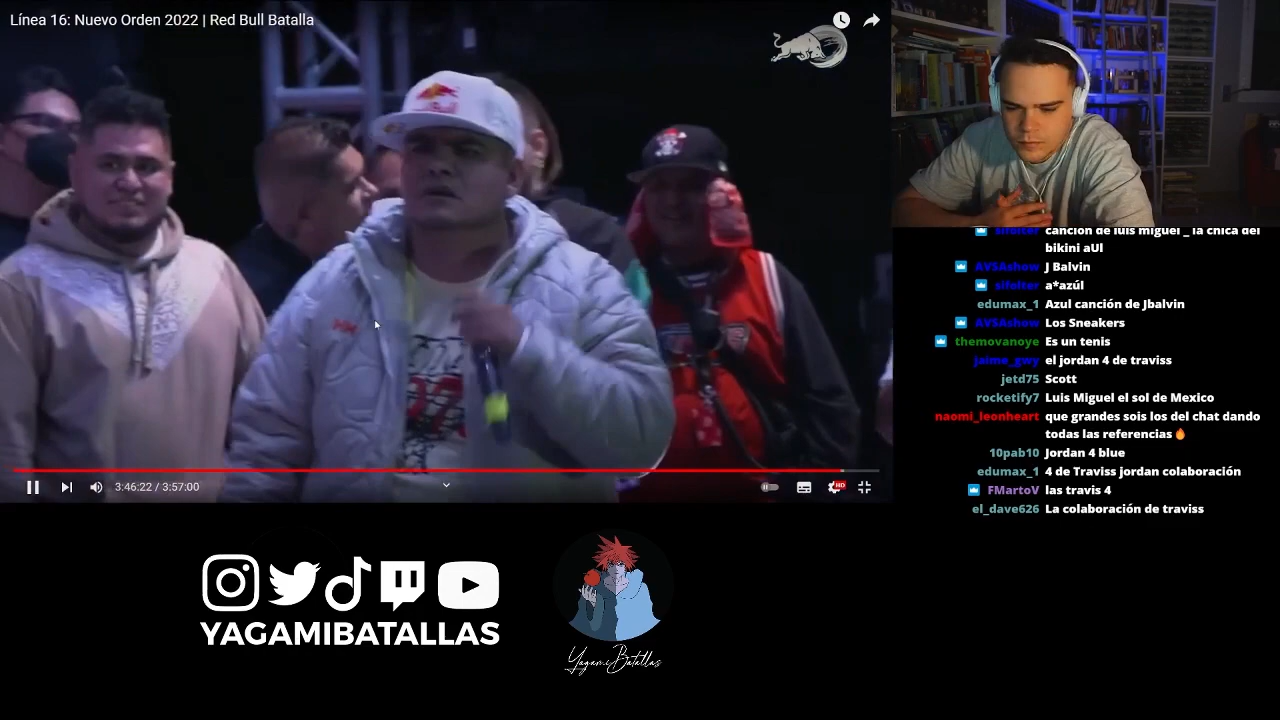 Línea 16: Nuevo Orden 2022 | Red Bull Batalla
3:46:22 / 3:57:00
HD
canción de luis miguel _ la chica del
bikini aUl
AVSAshow J Balvin
a*azúl
edumax_1 Azul canción de Jbalvin
AVSAshow Los Sneakers
themovanoye Es un tenis
jaime_gwy el jordan 4 de traviss
jetd75 Scott
rocketify7 Luis Miguel el sol de Mexico
naomi_leonheart que grandes sois los del chat dando
todas las referencias🔥
10pab10 Jordan 4 blue
edumax_1 4 de Traviss jordan colaboración
FMartoV las travis 4
el_dave626 La colaboración de traviss
YAGAMIBATALLAS
YagamiBatallas